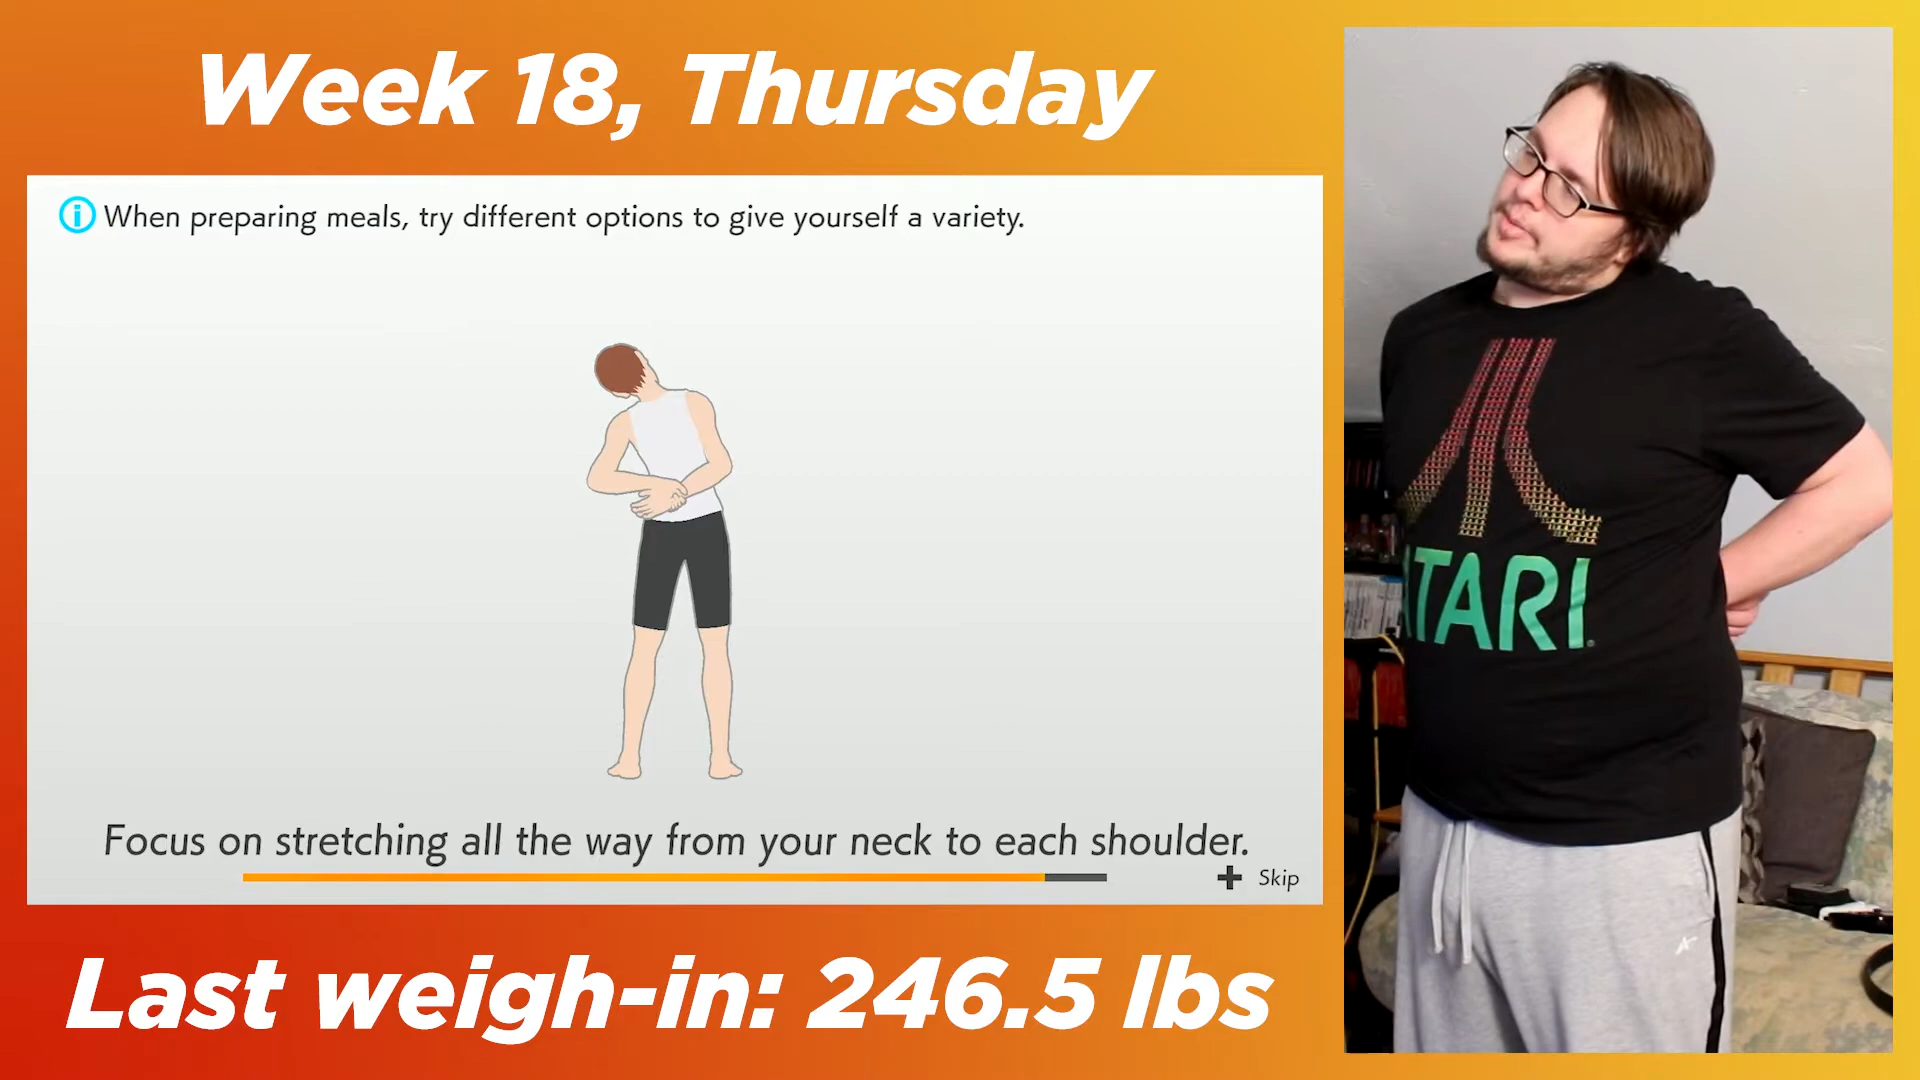 Week 18, Thursday
When preparing meals, try different options to give yourself a variety.
Focus on stretching all the way from your neck to each shoulder.
Skip
Last weigh-in: 246.5 lbs
ATARI